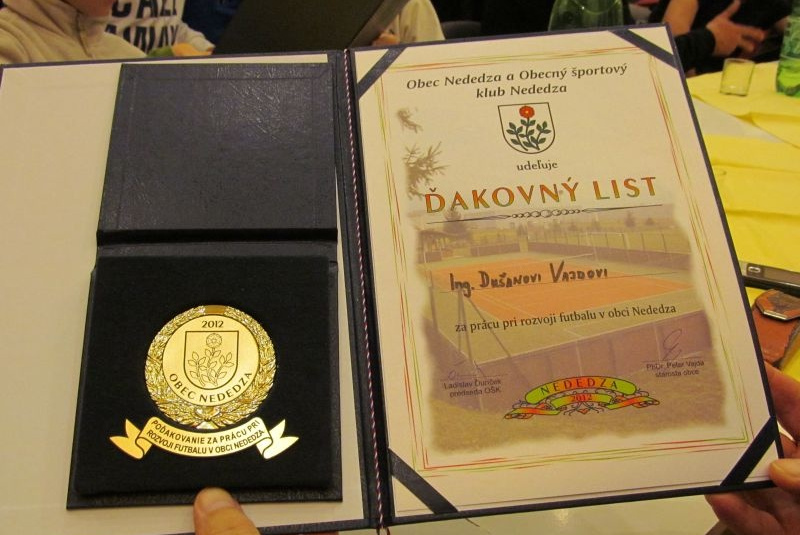 2012
OBEC NEDEDZA
POĎAKOVANIE ZA PRÁCU PRI
ROZVOJI FUTBALU V OBCI NEDEDZA
Obec Nededza a Obecný športový
klub Nededza
udeľuje
ĎAKOVNÝ LIST
Ing. DUŠANOVI VAJDOVI
za prácu pri rozvoji futbalu v obci Nededza
Ladislav Ďuriček
predseda OŠK
PhDr. Peter Vajda
starosta obce
NEDEDZA
2012